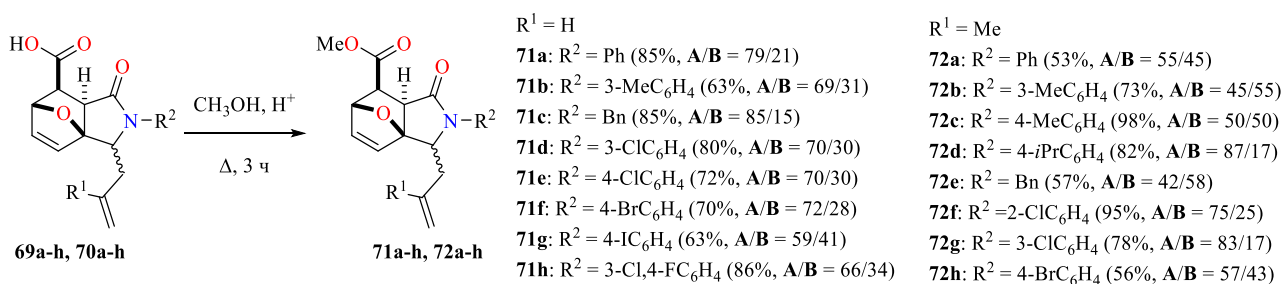 HO
O
H
O
O
N—R²
R¹
69a-h, 70a-h
CH₃OH, H⁺
Δ, 3 ч
MeO
O
H
O
O
N—R²
R¹
71a-h, 72a-h
R¹ = H
71a: R² = Ph (85%, A/B = 79/21)
71b: R² = 3-MeC₆H₄ (63%, A/B = 69/31)
71c: R² = Bn (85%, A/B = 85/15)
71d: R² = 3-ClC₆H₄ (80%, A/B = 70/30)
71e: R² = 4-ClC₆H₄ (72%, A/B = 70/30)
71f: R² = 4-BrC₆H₄ (70%, A/B = 72/28)
71g: R² = 4-IC₆H₄ (63%, A/B = 59/41)
71h: R² = 3-Cl,4-FC₆H₄ (86%, A/B = 66/34)
R¹ = Me
72a: R² = Ph (53%, A/B = 55/45)
72b: R² = 3-MeC₆H₄ (73%, A/B = 45/55)
72c: R² = 4-MeC₆H₄ (98%, A/B = 50/50)
72d: R² = 4-iPrC₆H₄ (82%, A/B = 87/17)
72e: R² = Bn (57%, A/B = 42/58)
72f: R² =2-ClC₆H₄ (95%, A/B = 75/25)
72g: R² = 3-ClC₆H₄ (78%, A/B = 83/17)
72h: R² = 4-BrC₆H₄ (56%, A/B = 57/43)